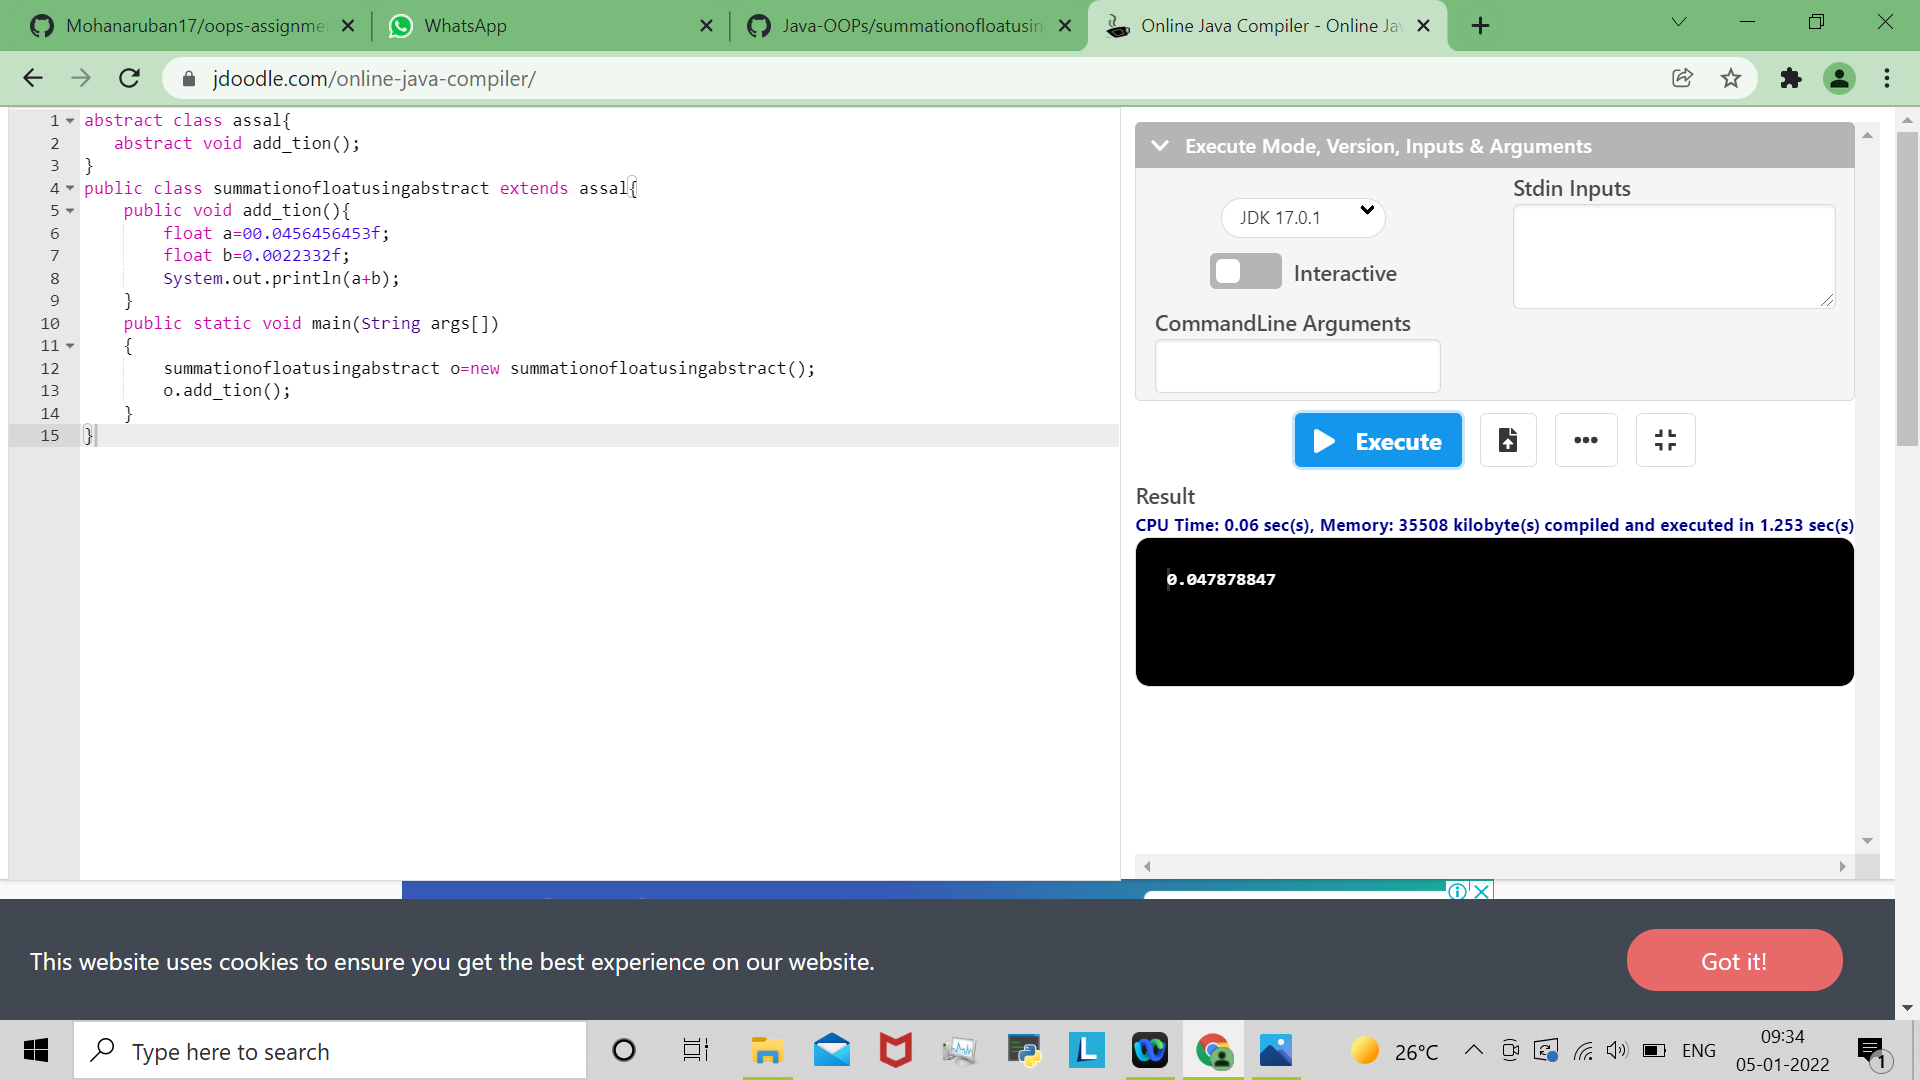 Mohanaruban17/oops-assignme
WhatsApp
Java-OOPs/summationofloatusin
Online Java Compiler - Online Jav
jdoodle.com/online-java-compiler/
1 abstract class assal{
2 abstract void add_tion();
3 }
4 public class summationofloatusingabstract extends assal{
5 public void add_tion(){
6 float a=00.0456456453f;
7 float b=0.0022332f;
8 System.out.println(a+b);
9 }
10 public static void main(String args[])
11 {
12 summationofloatusingabstract o=new summationofloatusingabstract();
13 o.add_tion();
14 }
15 }
Execute Mode, Version, Inputs & Arguments
JDK 17.0.1
Stdin Inputs
Interactive
CommandLine Arguments
Execute
Result
CPU Time: 0.06 sec(s), Memory: 35508 kilobyte(s) compiled and executed in 1.253 sec(s)
0.047878847
This website uses cookies to ensure you get the best experience on our website.
Got it!
Type here to search
26°C
ENG
09:34
05-01-2022
1